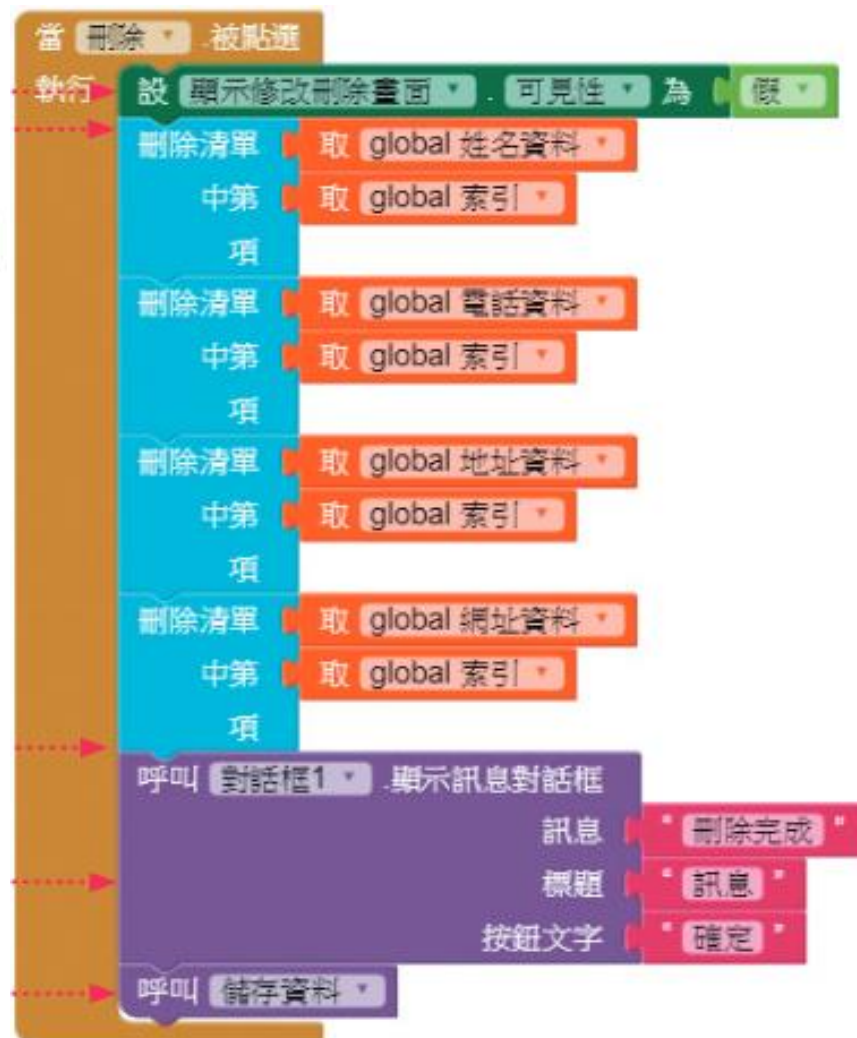 當 刪除 .被點選
執行 設 顯示修改刪除畫面 . 可見性 為 假
刪除清單 取 global 姓名資料
中第 取 global 索引
項
刪除清單 取 global 電話資料
中第 取 global 索引
項
刪除清單 取 global 地址資料
中第 取 global 索引
項
刪除清單 取 global 網址資料
中第 取 global 索引
項
呼叫 對話框1 .顯示訊息對話框
訊息 " 刪除完成 "
標題 " 訊息 "
按鈕文字 " 確定 "
呼叫 儲存資料